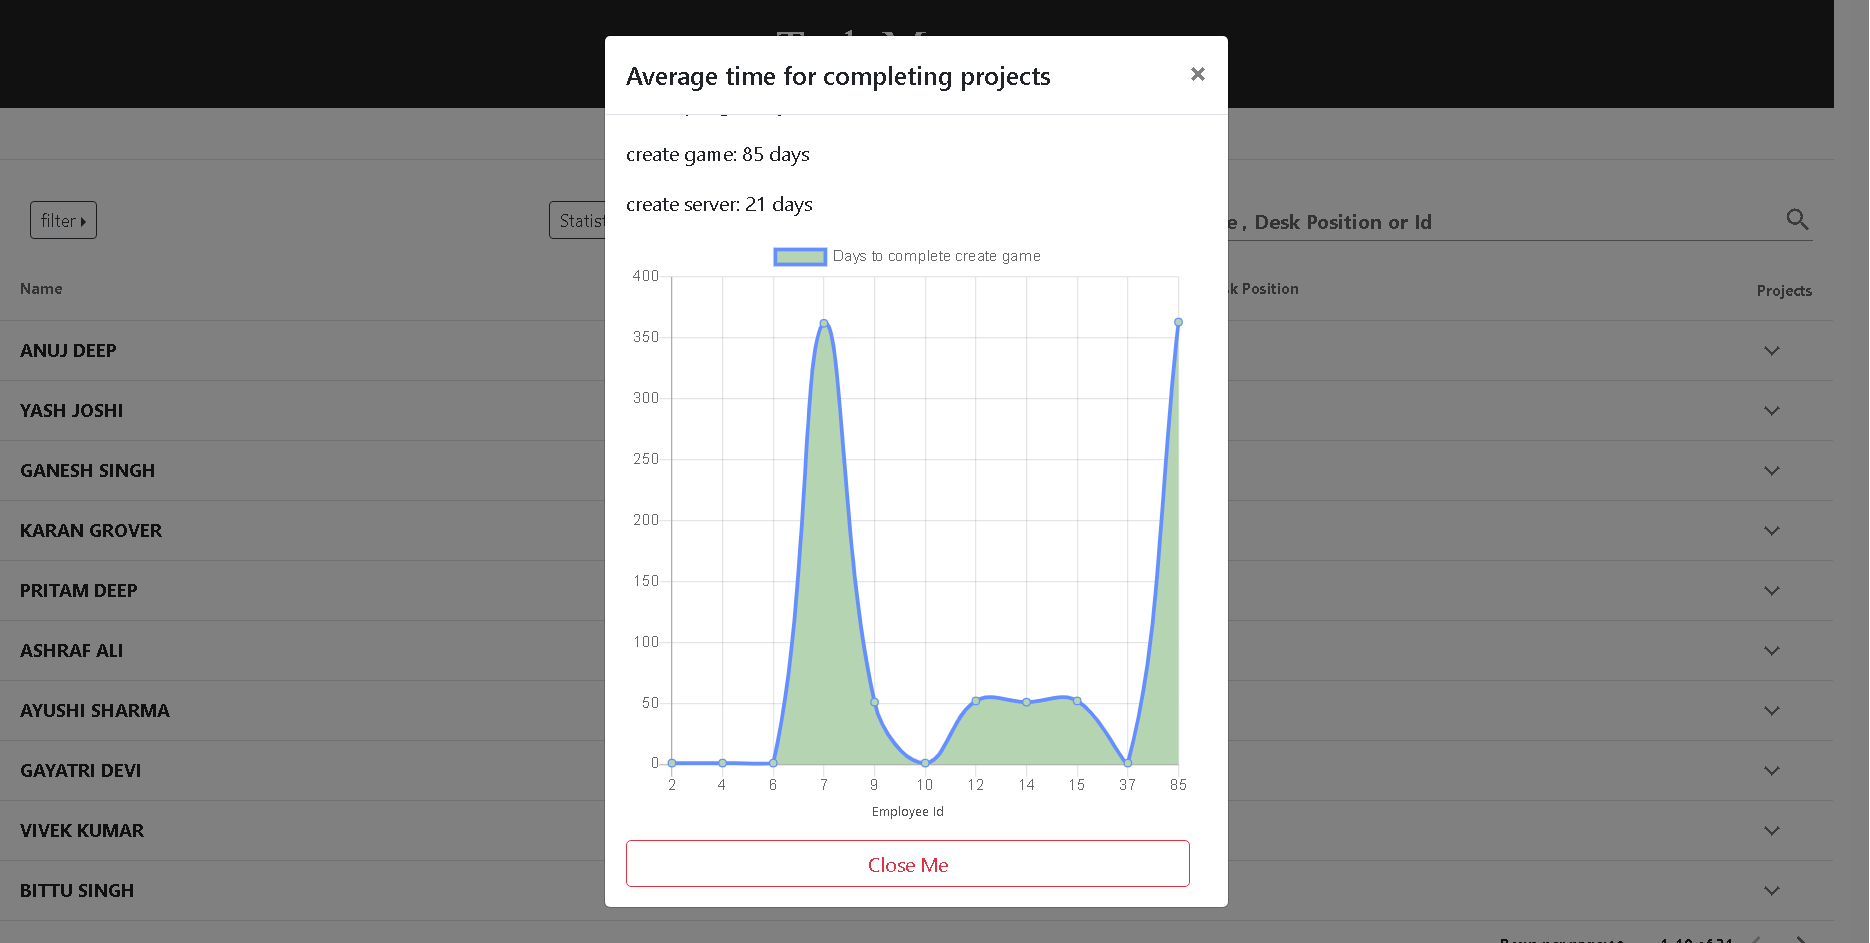 Average time for completing projects ×
create game: 85 days
create server: 21 days
filter
Statist
e , Desk Position or Id
Name
k Position
Projects
ANUJ DEEP
YASH JOSHI
GANESH SINGH
KARAN GROVER
PRITAM DEEP
ASHRAF ALI
AYUSHI SHARMA
GAYATRI DEVI
VIVEK KUMAR
BITTU SINGH
Days to complete create game
400
350
300
250
200
150
100
50
0
2 4 6 7 9 10 12 14 15 37 85
Employee Id
Close Me